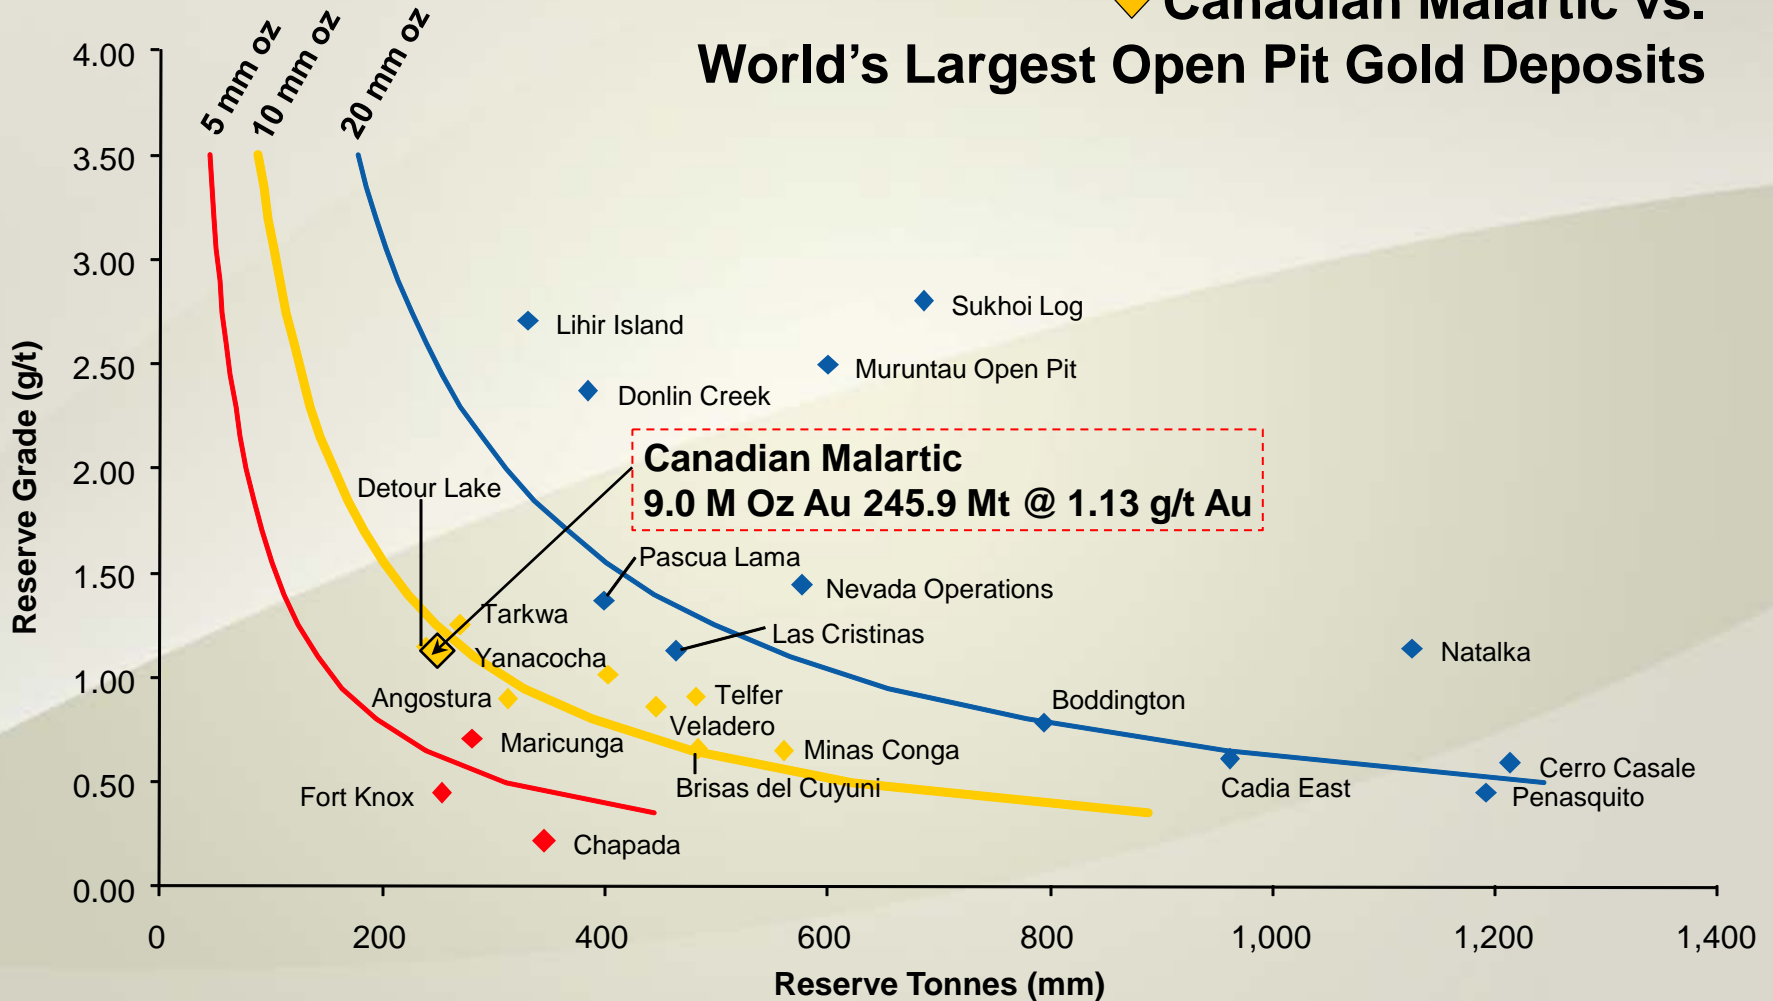 Canadian Malartic vs.
World's Largest Open Pit Gold Deposits
5 mm oz
10 mm oz
20 mm oz
4.00
3.50
3.00
2.50
2.00
1.50
1.00
0.50
0.00
Reserve Grade (g/t)
Sukhoi Log
Lihir Island
Muruntau Open Pit
Donlin Creek
Canadian Malartic
9.0 M Oz Au 245.9 Mt @ 1.13 g/t Au
Detour Lake
Pascua Lama
Nevada Operations
Tarkwa
Las Cristinas
Natalka
Yanacocha
Angostura
Telfer
Boddington
Veladero
Maricunga
Minas Conga
Cerro Casale
Brisas del Cuyuni
Cadia East
Penasquito
Fort Knox
Chapada
0
200
400
600
800
1,000
1,200
1,400
Reserve Tonnes (mm)